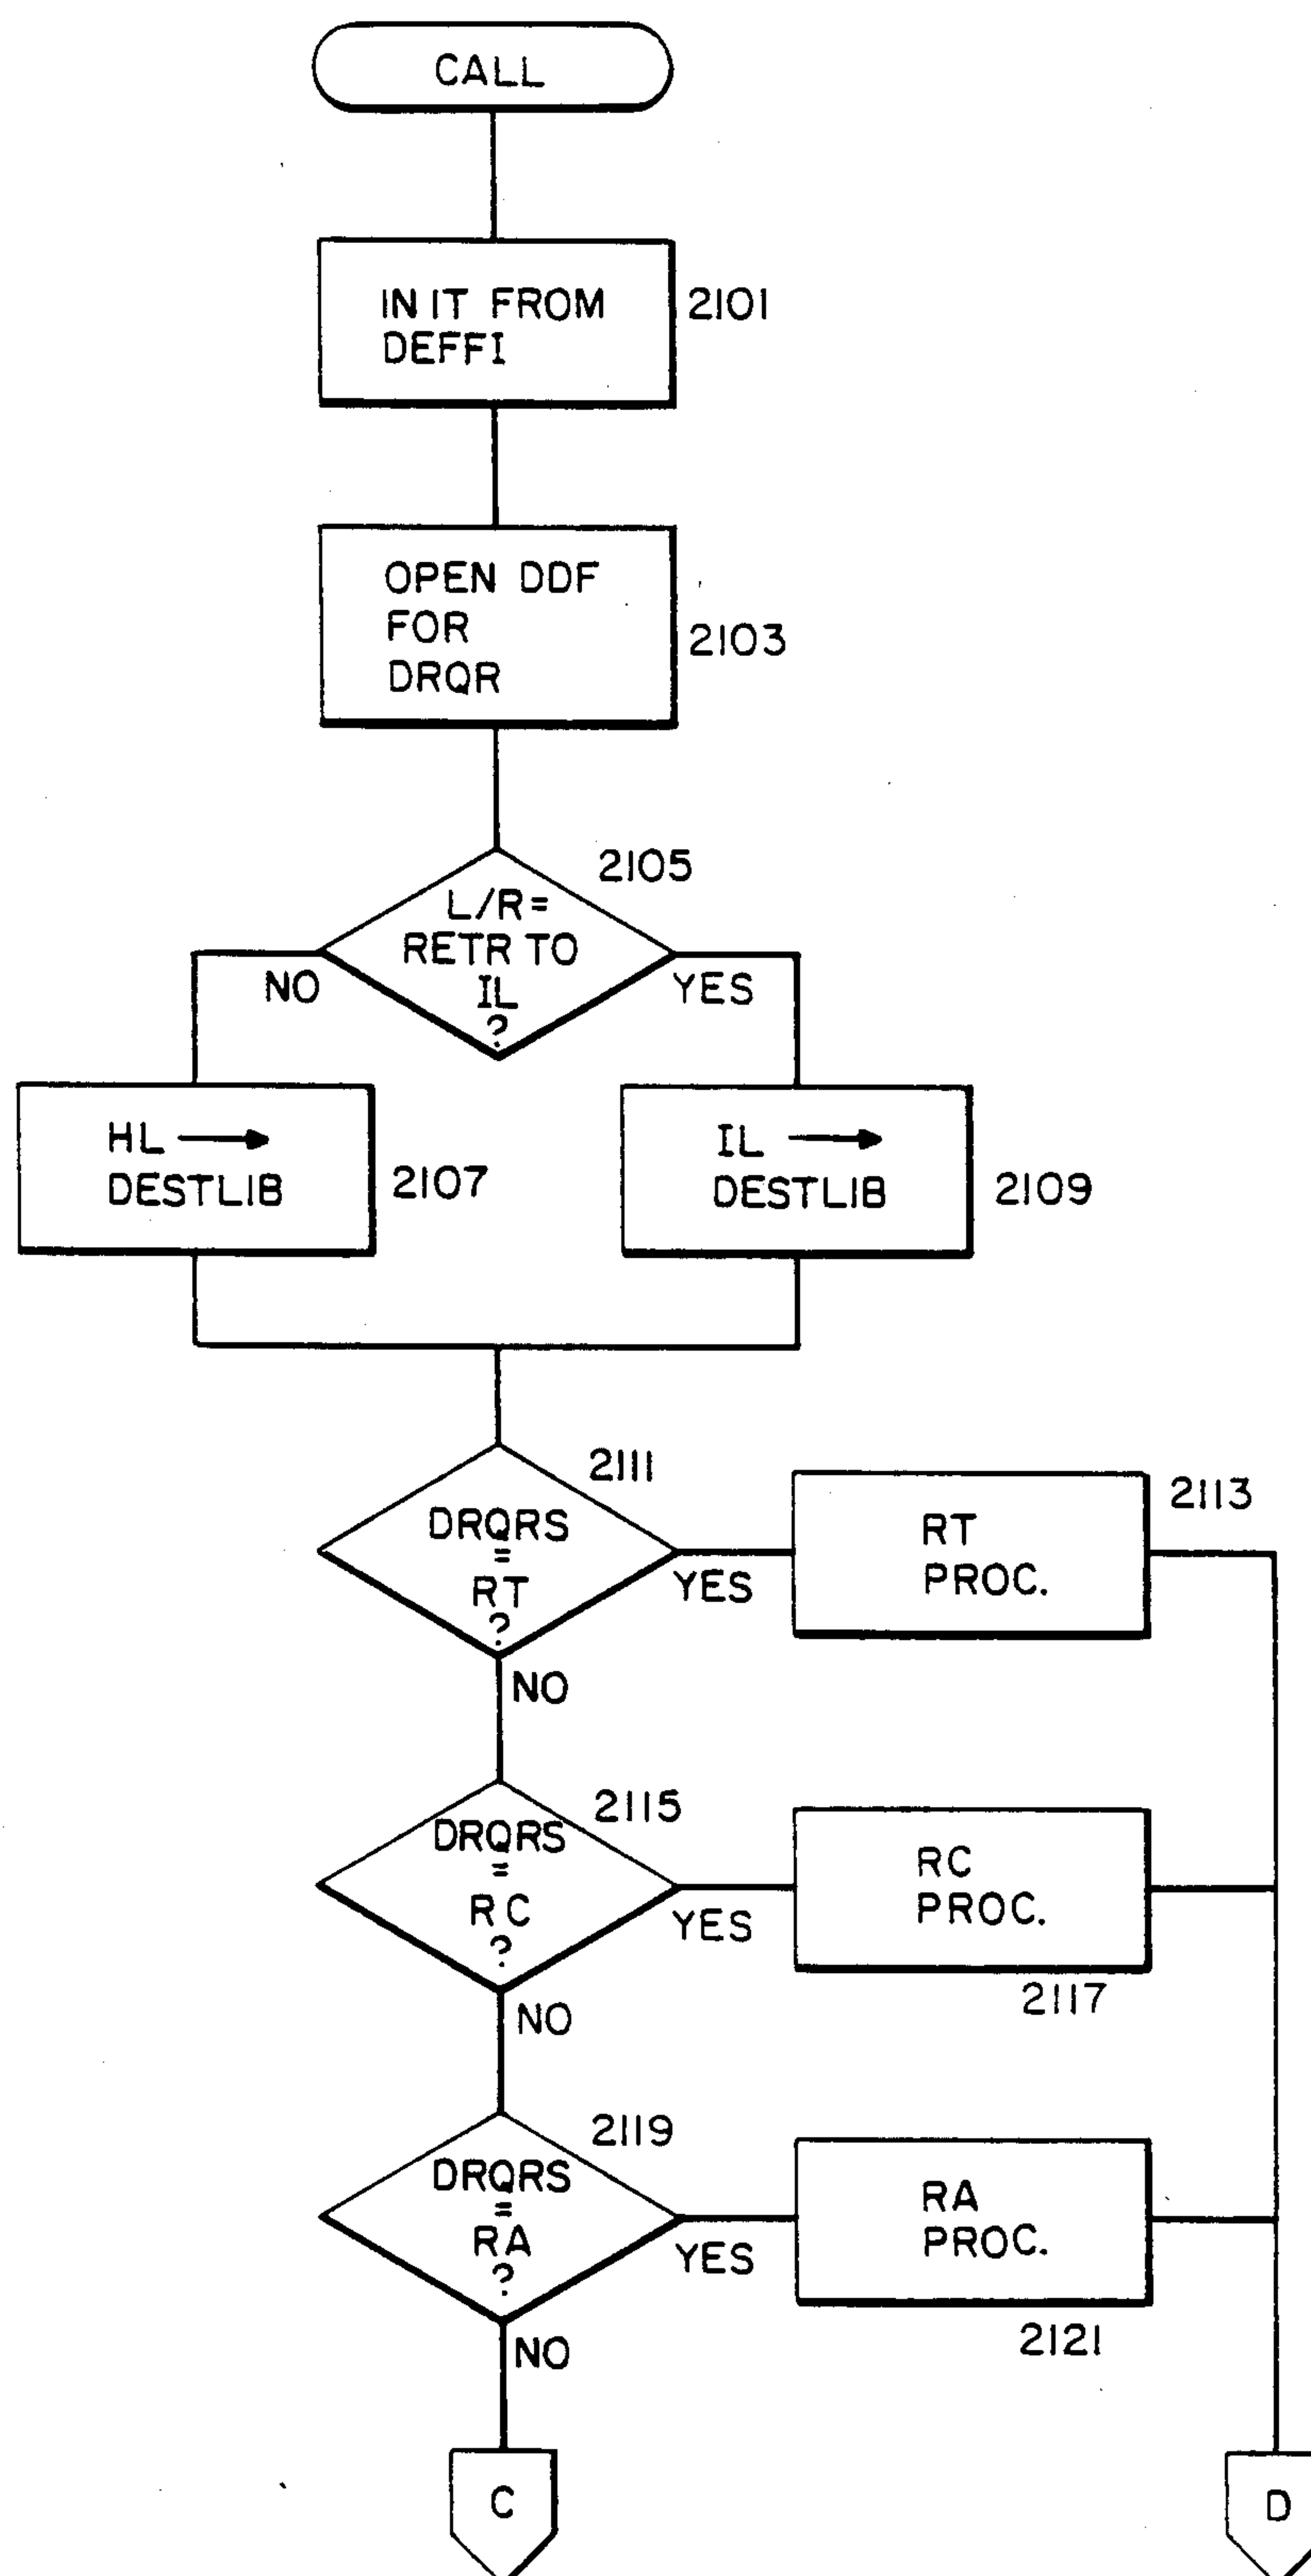 CALL
INIT FROM
DEFFI
2101
OPEN DDF
FOR
DRQR
2103
2105
L/R=
RETR TO
IL
?
NO
YES
HL →
DESTLIB
2107
IL →
DESTLIB
2109
2111
DRQRS
=
RT
?
YES
NO
RT
PROC.
2113
2115
DRQRS
=
RC
?
YES
NO
RC
PROC.
2117
2119
DRQRS
=
RA
?
YES
NO
RA
PROC.
2121
C
D